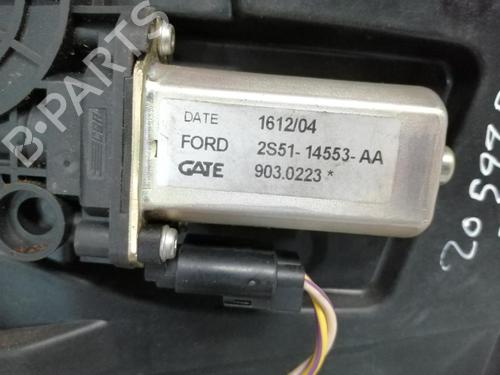 B-PARTS
DATE 1612/04
FORD 2S51-14553-AA
GATE 903.0223 *